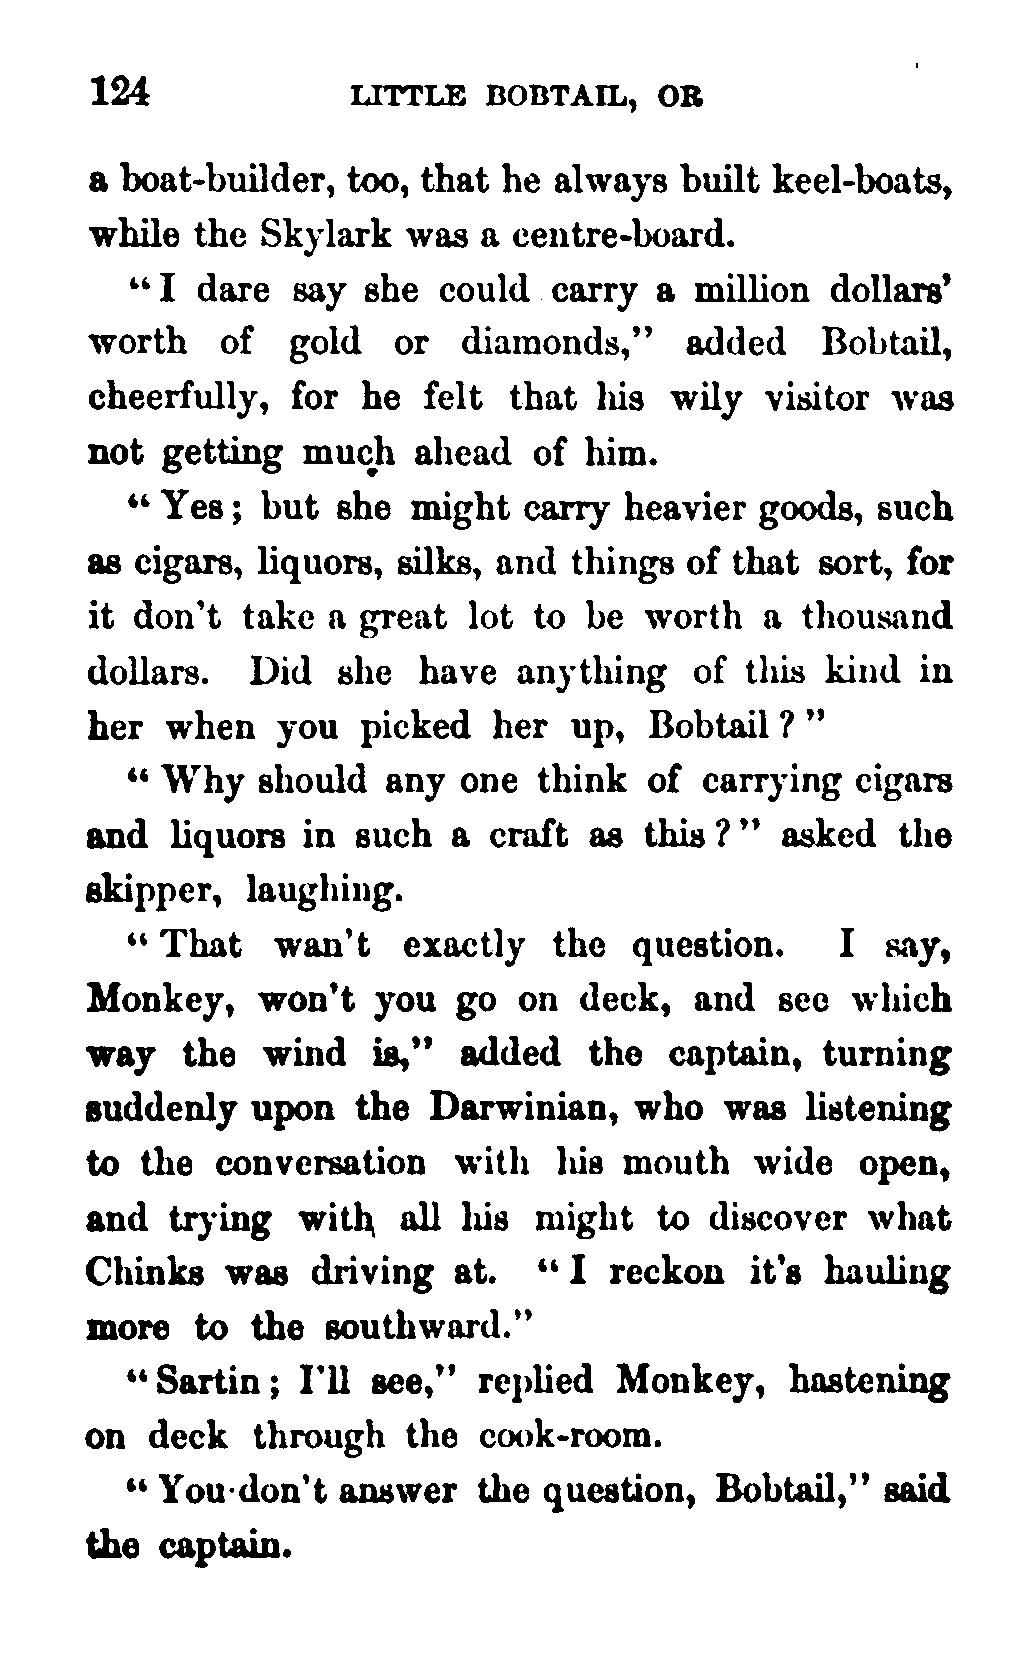 124 LITTLE BOBTAIL, OR
a boat-builder, too, that he always built keel-boats,
while the Skylark was a centre-board.
“I dare say she could carry a million dollars’
worth of gold or diamonds,” added Bobtail,
cheerfully, for he felt that his wily visitor was
not getting much ahead of him.
“Yes; but she might carry heavier goods, such
as cigars, liquors, silks, and things of that sort, for
it don’t take a great lot to be worth a thousand
dollars. Did she have anything of this kind in
her when you picked her up, Bobtail?”
“Why should any one think of carrying cigars
and liquors in such a craft as this?” asked the
skipper, laughing.
“That wan’t exactly the question. I say,
Monkey, won’t you go on deck, and see which
way the wind is,” added the captain, turning
suddenly upon the Darwinian, who was listening
to the conversation with his mouth wide open,
and trying with all his might to discover what
Chinks was driving at. “I reckon it’s hauling
more to the southward.”
“Sartin; I’ll see,” replied Monkey, hastening
on deck through the cook-room.
“You don’t answer the question, Bobtail,” said
the captain.